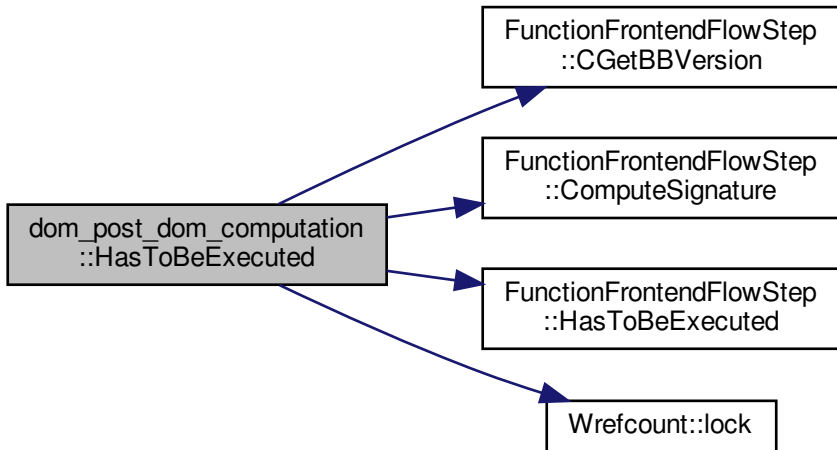 dom_post_dom_computation
::HasToBeExecuted
FunctionFrontendFlowStep
::CGetBBVersion
FunctionFrontendFlowStep
::ComputeSignature
FunctionFrontendFlowStep
::HasToBeExecuted
Wrefcount::lock